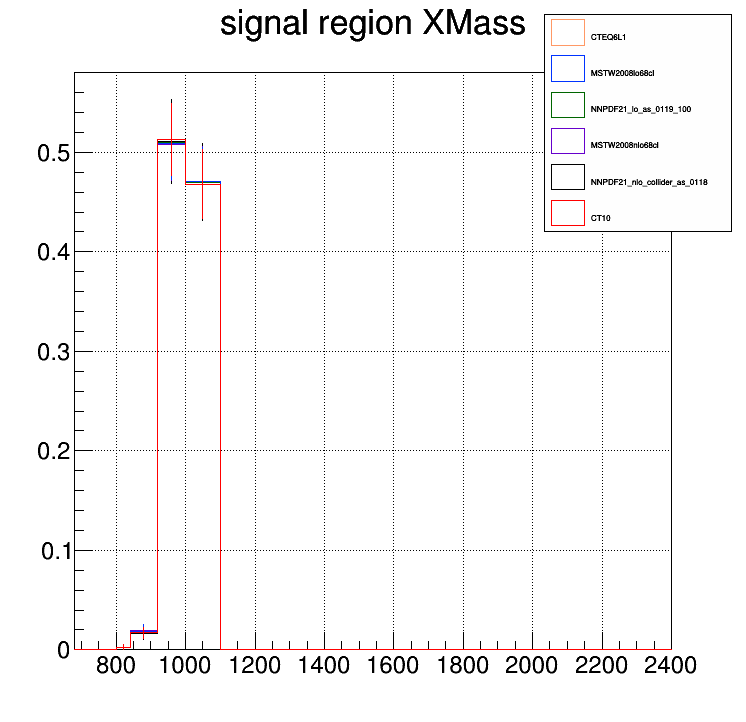 signal region XMass
CTEQ6L1
MSTW2008lo68cl
NNPDF21_lo_as_0119_100
MSTW2008nlo68cl
NNPDF21_nlo_collider_as_0118
CT10
0.5
0.4
0.3
0.2
0.1
0
800 1000 1200 1400 1600 1800 2000 2200 2400